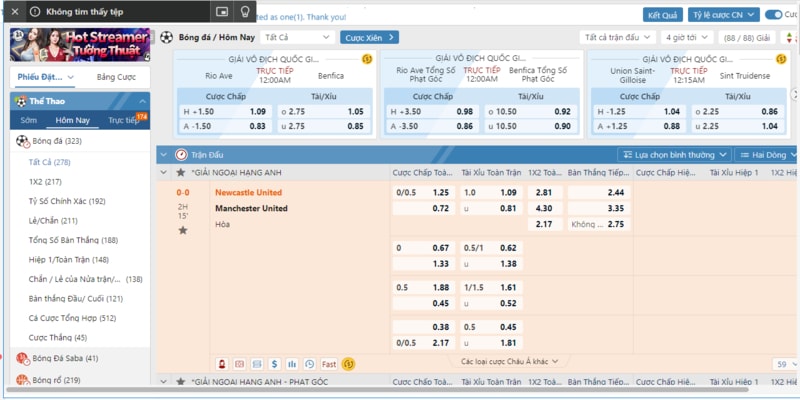 Không tìm thấy tệp
ted as one(1). Thank you!
Kết Quả
Tỷ lệ cược CN
Cược
Hot Streamer
Tường Thuật
Phiếu Đặt...
Bảng Cược
Thể Thao
Sớm
Hôm Nay
Trực tiếp
174
Bóng đá (323)
Tất Cả (278)
1X2 (217)
Tỷ Số Chính Xác (192)
Lẻ/Chẵn (211)
Tổng Số Bàn Thắng (188)
Hiệp 1/Toàn Trận (148)
Chẵn / Lẻ của Nửa trận/... (138)
Bàn thắng Đầu/ Cuối (121)
Cá Cược Tổng Hợp (512)
Cược Thắng (45)
Bóng Đá Saba (41)
Bóng rổ (219)
Bóng đá / Hôm Nay
Tất Cả
Cược Xiên
Tất cả trận đấu
4 giờ tới
(88 / 88) Giải
GIẢI VÔ ĐỊCH QUỐC GI...
Rio Ave
TRỰC TIẾP
12:00AM
Benfica
Cược Chấp
Tài/Xỉu
H +1.50 1.09 o 2.75 1.05
A -1.50 0.83 u 2.75 0.85
GIẢI VÔ ĐỊCH QUỐC GI...
Rio Ave Tổng Số
Phạt Góc
TRỰC TIẾP
12:00AM
Benfica Tổng Số
Phạt Góc
Cược Chấp
Tài/Xỉu
H +3.50 0.98 o 10.50 0.92
A -3.50 0.86 u 10.50 0.90
GIẢI VÔ ĐỊCH QUỐC GI...
Union Saint-
Gilloise
TRỰC TIẾP
12:15AM
Sint Truidense
Cược Chấp
Tài/Xỉu
H -1.25 1.04 o 2.25 0.86
A +1.25 0.88 u 2.25 1.04
Trận Đấu
Lựa chọn bình thường
Hai Dòng
*GIẢI NGOẠI HẠNG ANH
Cược Chấp Toà...
Tài Xỉu Toàn Trận
1X2 Toà...
Bàn Thắng Tiếp...
Cược Chấp Hiệ...
Tài Xỉu Hiệp 1
1X2 Hiệp
0-0
2H
15'
Newcastle United
Manchester United
Hòa
0/0.5 1.25 1.0 1.09 2.81 2.44
0.72 u 0.81 4.30 3.35
2.17 Không ... 2.75
0 0.67 0.5/1 0.62
1.33 u 1.38
0.5 1.88 1/1.5 1.61
0.45 u 0.52
0.38 0.5 0.45
0/0.5 2.17 u 1.81
Fast
Các loại cược Châu Á khác
59
*GIẢI NGOẠI HẠNG ANH - PHẠT GÓC
Cược Chấp Toà...
Tài Xỉu Toàn Trận
1X2 Toà...
Bàn Thắng Tiếp...
Cược Chấp Hiệ...
Tài Xỉu Hiệp 1
1X2 Hiệp